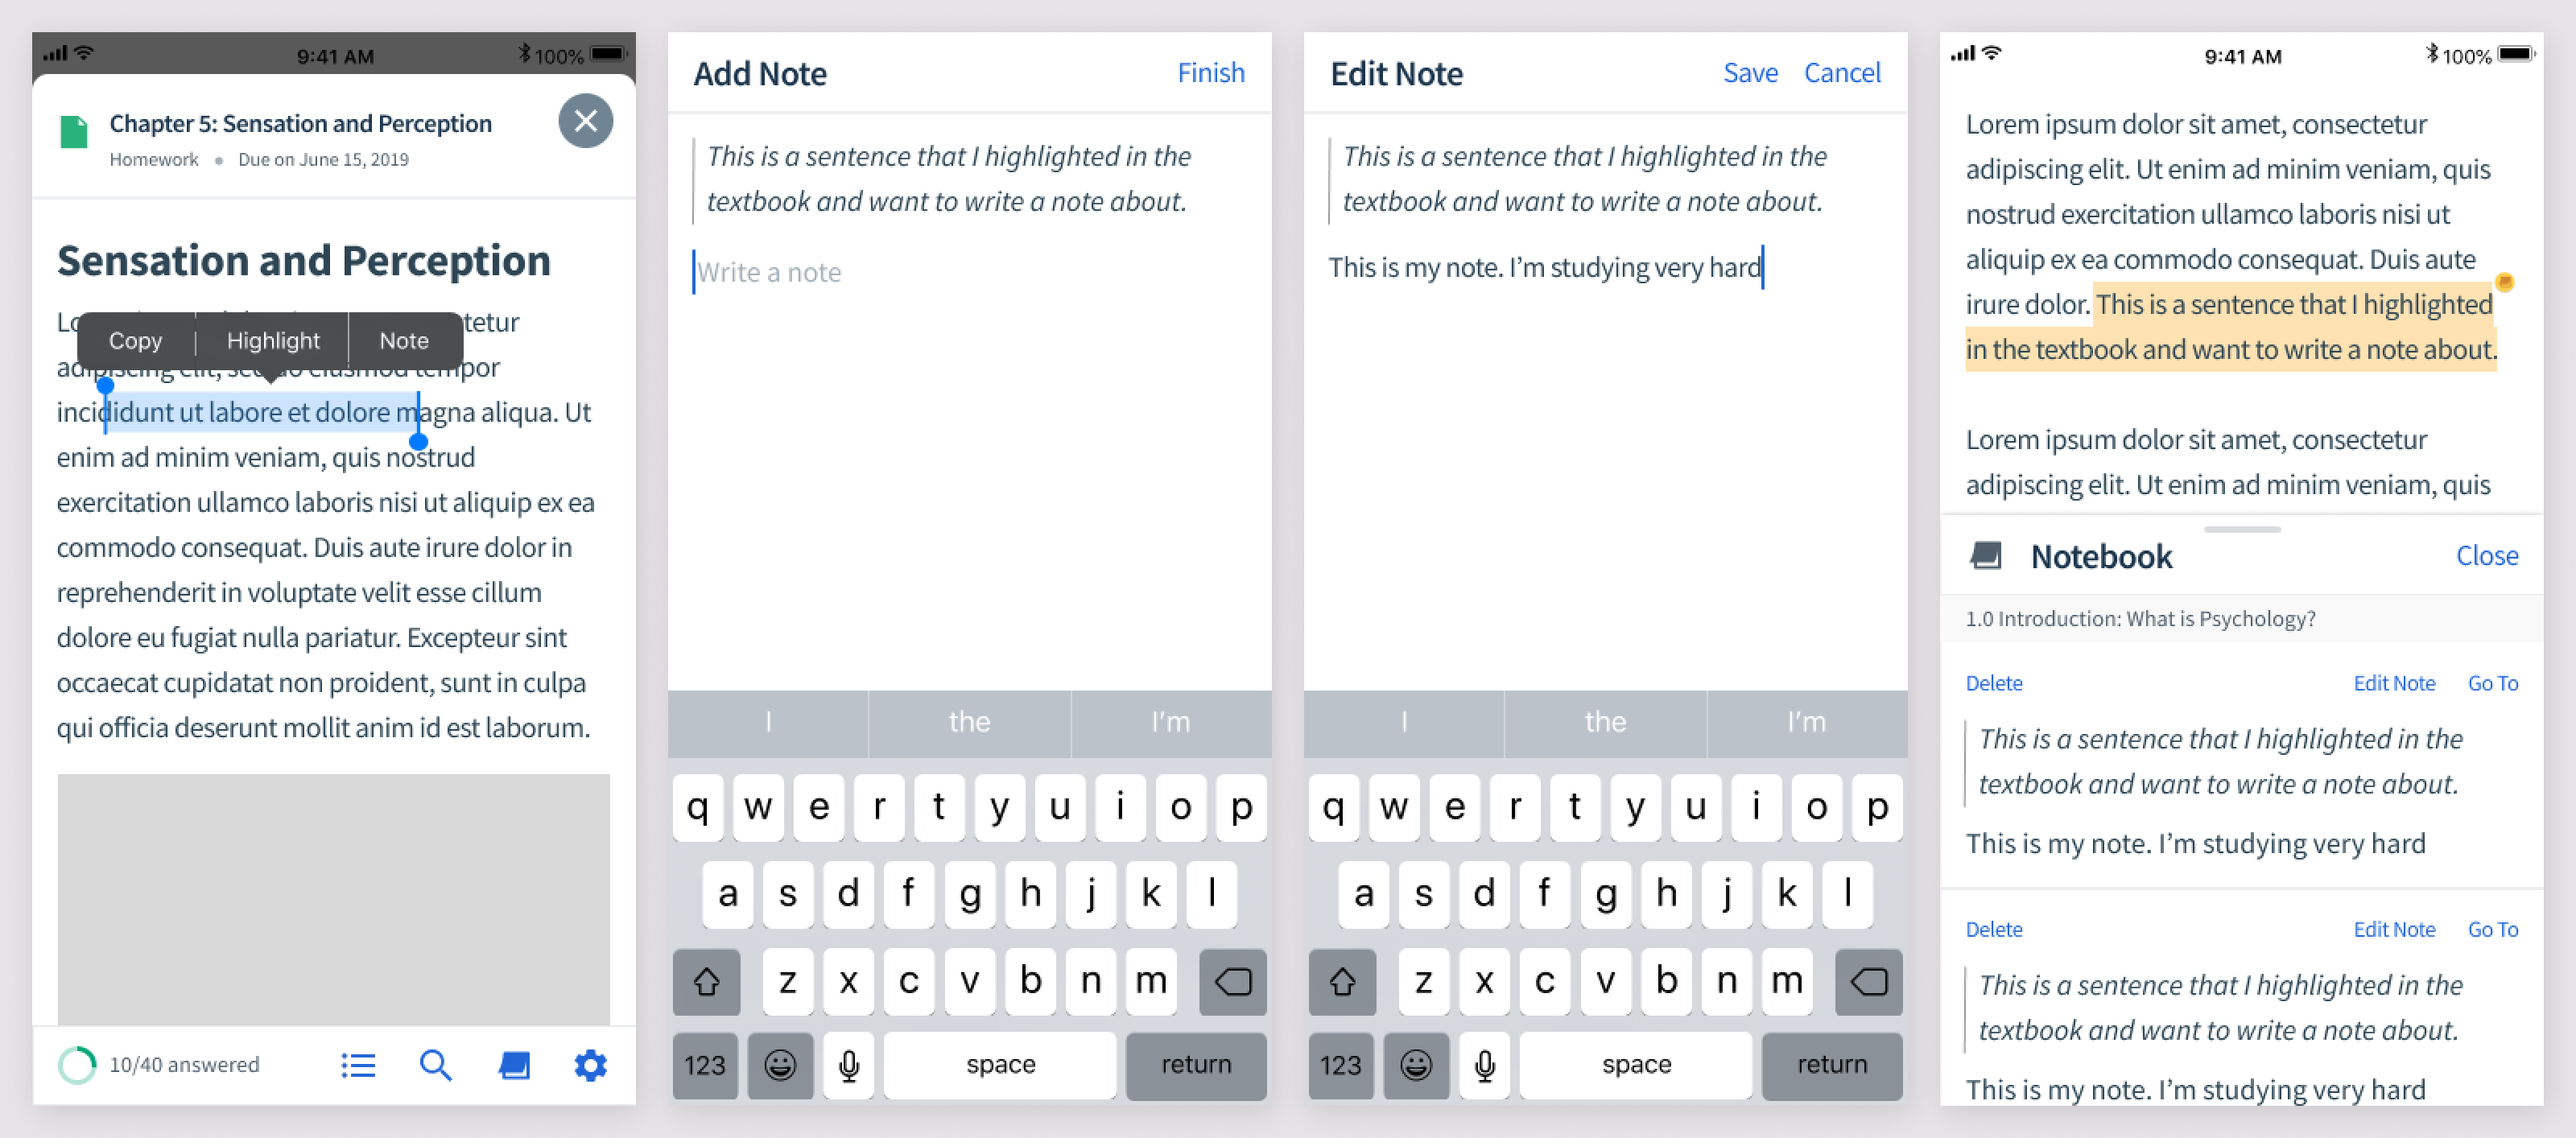 9:41 AM
100%
Chapter 5: Sensation and Perception
Homework
Due on June 15, 2019
Sensation and Perception
tetur
Copy
Highlight
Note
incididunt ut labore et dolore magna aliqua. Ut
enim ad minim veniam, quis nostrud
exercitation ullamco laboris nisi ut aliquip ex ea
commodo consequat. Duis aute irure dolor in
reprehenderit in voluptate velit esse cillum
dolore eu fugiat nulla pariatur. Excepteur sint
occaecat cupidatat non proident, sunt in culpa
qui officia deserunt mollit anim id est laborum.
10/40 answered
Add Note
Finish
This is a sentence that I highlighted in the
textbook and want to write a note about.
Write a note
I
the
I’m
q w e r t y u i o p
a s d f g h j k l
z x c v b n m
123
space
return
Edit Note
Save
Cancel
This is a sentence that I highlighted in the
textbook and want to write a note about.
This is my note. I’m studying very hard
I
the
I’m
q w e r t y u i o p
a s d f g h j k l
z x c v b n m
123
space
return
9:41 AM
100%
Lorem ipsum dolor sit amet, consectetur
adipiscing elit. Ut enim ad minim veniam, quis
nostrud exercitation ullamco laboris nisi ut
aliquip ex ea commodo consequat. Duis aute
irure dolor. This is a sentence that I highlighted
in the textbook and want to write a note about.
Lorem ipsum dolor sit amet, consectetur
adipiscing elit. Ut enim ad minim veniam, quis
Notebook
Close
1.0 Introduction: What is Psychology?
Delete
Edit Note
Go To
This is a sentence that I highlighted in the
textbook and want to write a note about.
This is my note. I’m studying very hard
Delete
Edit Note
Go To
This is a sentence that I highlighted in the
textbook and want to write a note about.
This is my note. I’m studying very hard